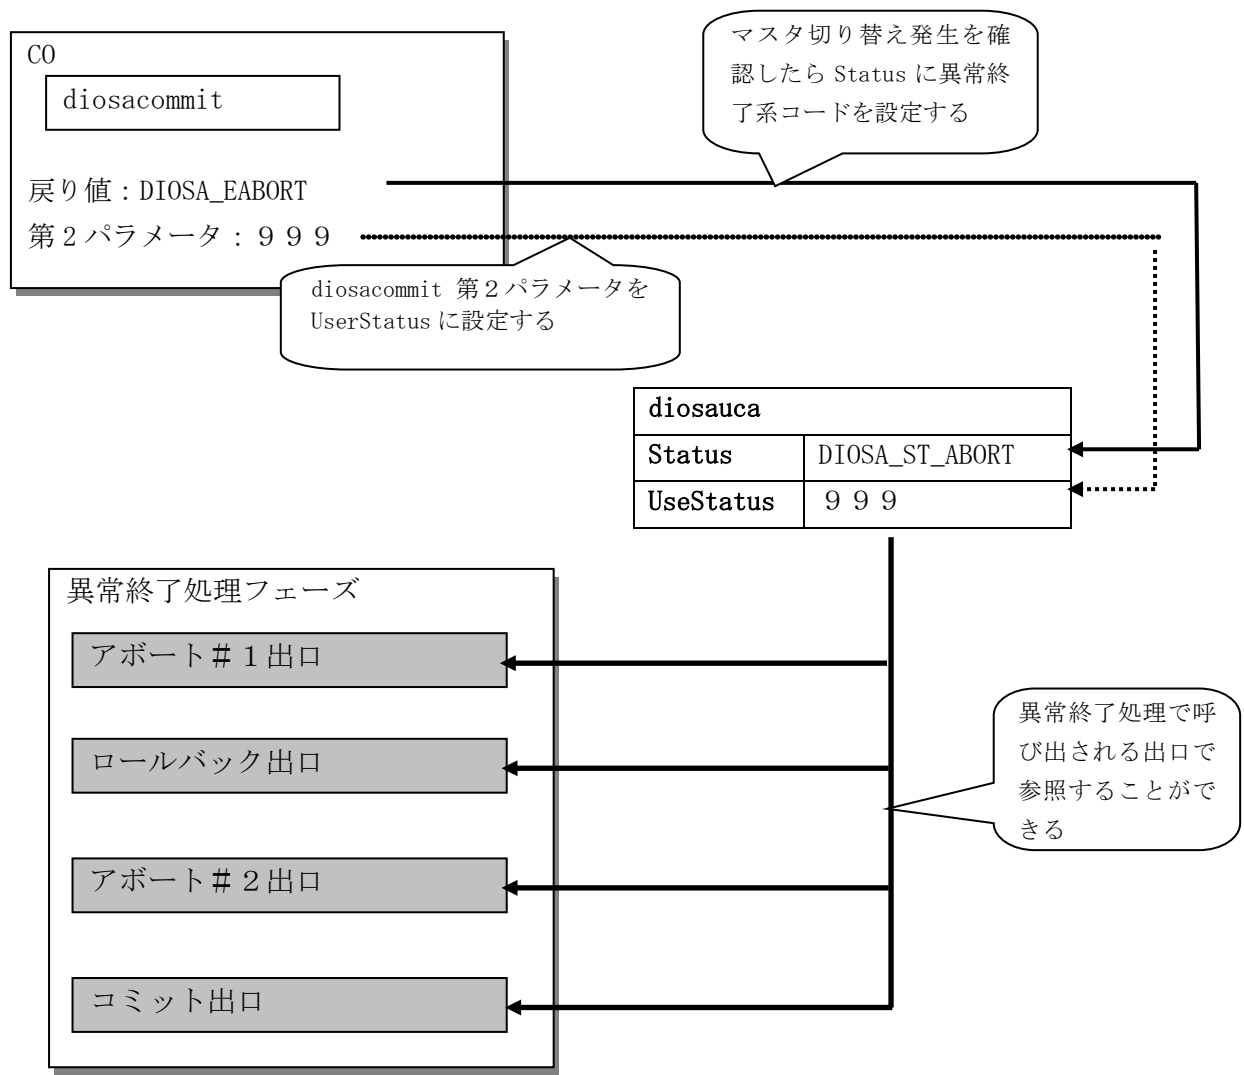 CO
diosacommit
戻り値：DIOSA_EABORT
第２パラメータ：９９９
マスタ切り替え発生を確
認したら Status に異常終
了系コードを設定する
diosacommit 第２パラメータを
UserStatus に設定する
diosauca
Status DIOSA_ST_ABORT
UseStatus ９９９
異常終了処理フェーズ
アボート＃１出口
ロールバック出口
アボート＃２出口
コミット出口
異常終了処理で呼
び出される出口で
参照することがで
きる